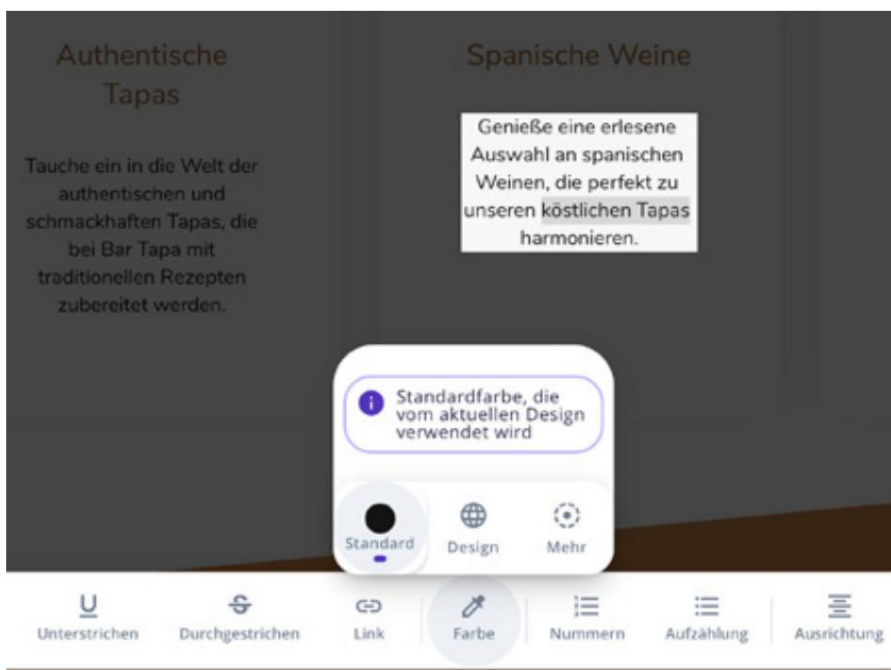 Authentische
Tapas
Tauche ein in die Welt der
authentischen und
schmackhaften Tapas, die
bei Bar Tapa mit
traditionellen Rezepten
zubereitet werden.
Spanische Weine
Genieße eine erlesene
Auswahl an spanischen
Weinen, die perfekt zu
unseren köstlichen Tapas
harmonieren.
Standardfarbe, die
vom aktuellen Design
verwendet wird
Standard
Design
Mehr
Unterstrichen
Durchgestrichen
Link
Farbe
Nummern
Aufzählung
Ausrichtung